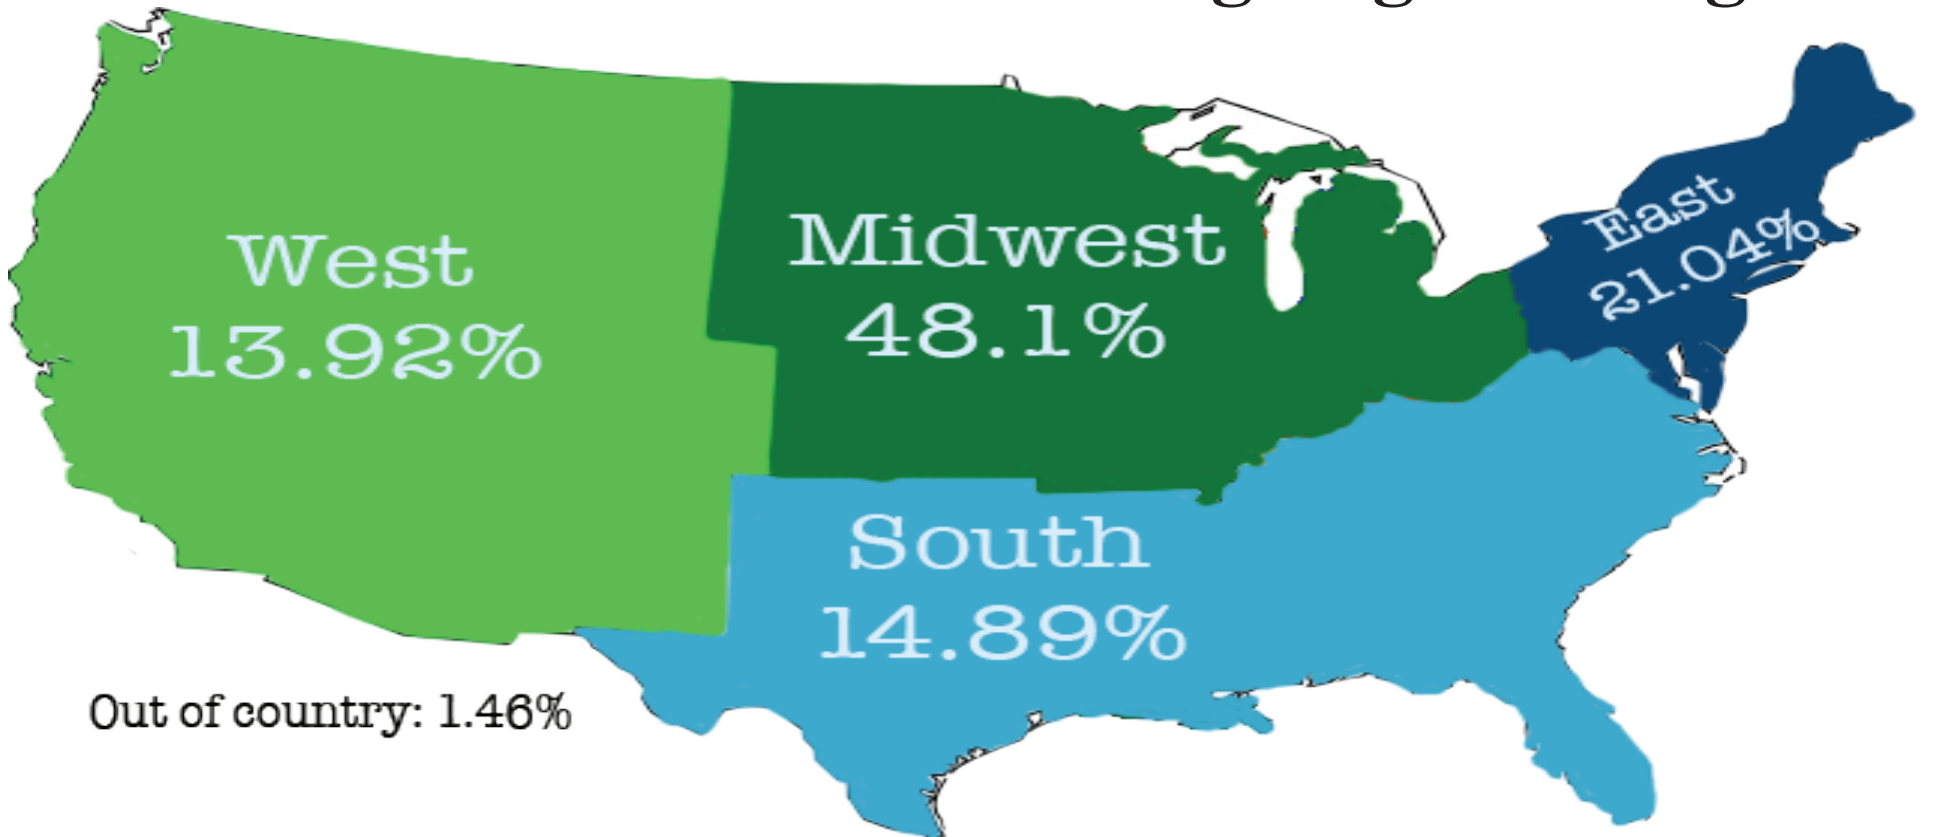 West
13.92%
Midwest
48.1%
East
21.04%
South
14.89%
Out of country: 1.46%